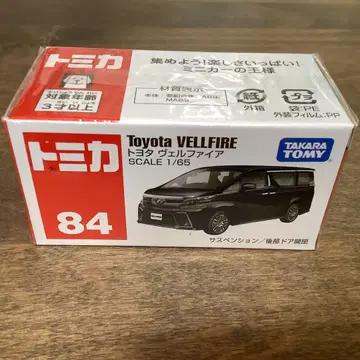 トミカ
対象年齢
3才以上
集めよう!楽しさいっぱい!
ミニカーの王様
材質表示
外箱
袋:PE
外装フィルム:PP
トミカ
Toyota VELLFIRE
トヨタ ヴェルファイア
SCALE 1/65
TAKARA
TOMY
84
サスペンション/後部ドア開閉